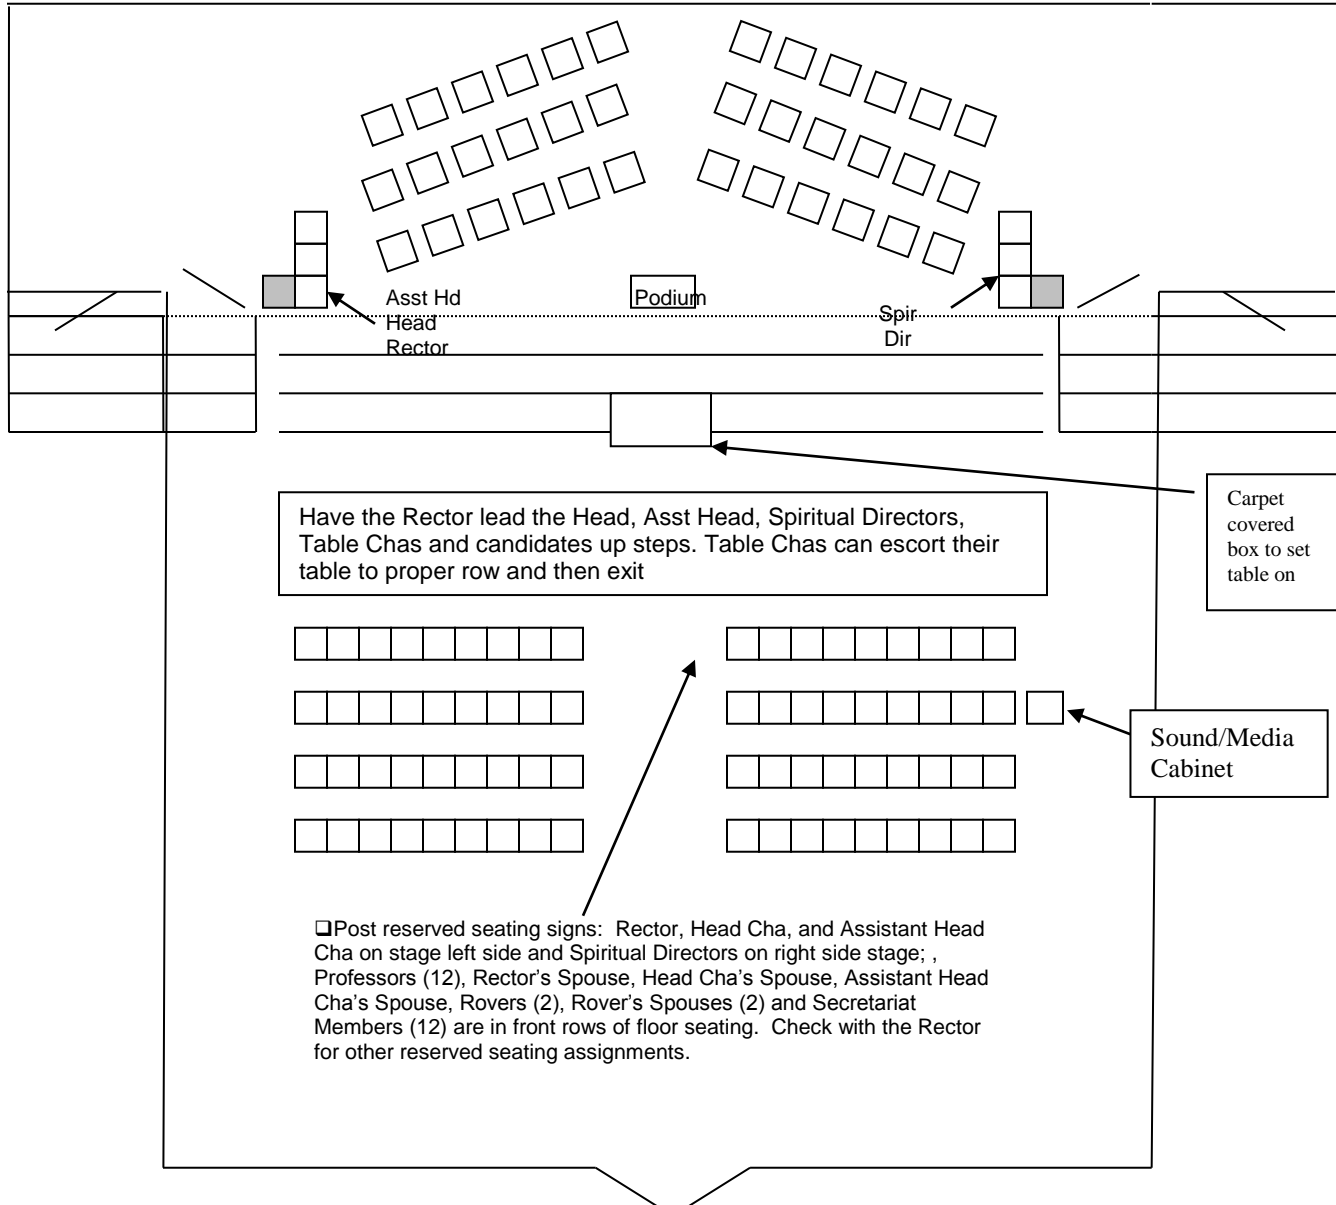 Asst Hd
Head
Rector
Podium
Spir
Dir
Carpet
covered
box to set
table on
Have the Rector lead the Head, Asst Head, Spiritual Directors,
Table Chas and candidates up steps. Table Chas can escort their
table to proper row and then exit
Sound/Media
Cabinet
❑Post reserved seating signs:  Rector, Head Cha, and Assistant Head
Cha on stage left side and Spiritual Directors on right side stage; ,
Professors (12), Rector's Spouse, Head Cha's Spouse, Assistant Head
Cha's Spouse, Rovers (2), Rover's Spouses (2) and Secretariat
Members (12) are in front rows of floor seating.  Check with the Rector
for other reserved seating assignments.